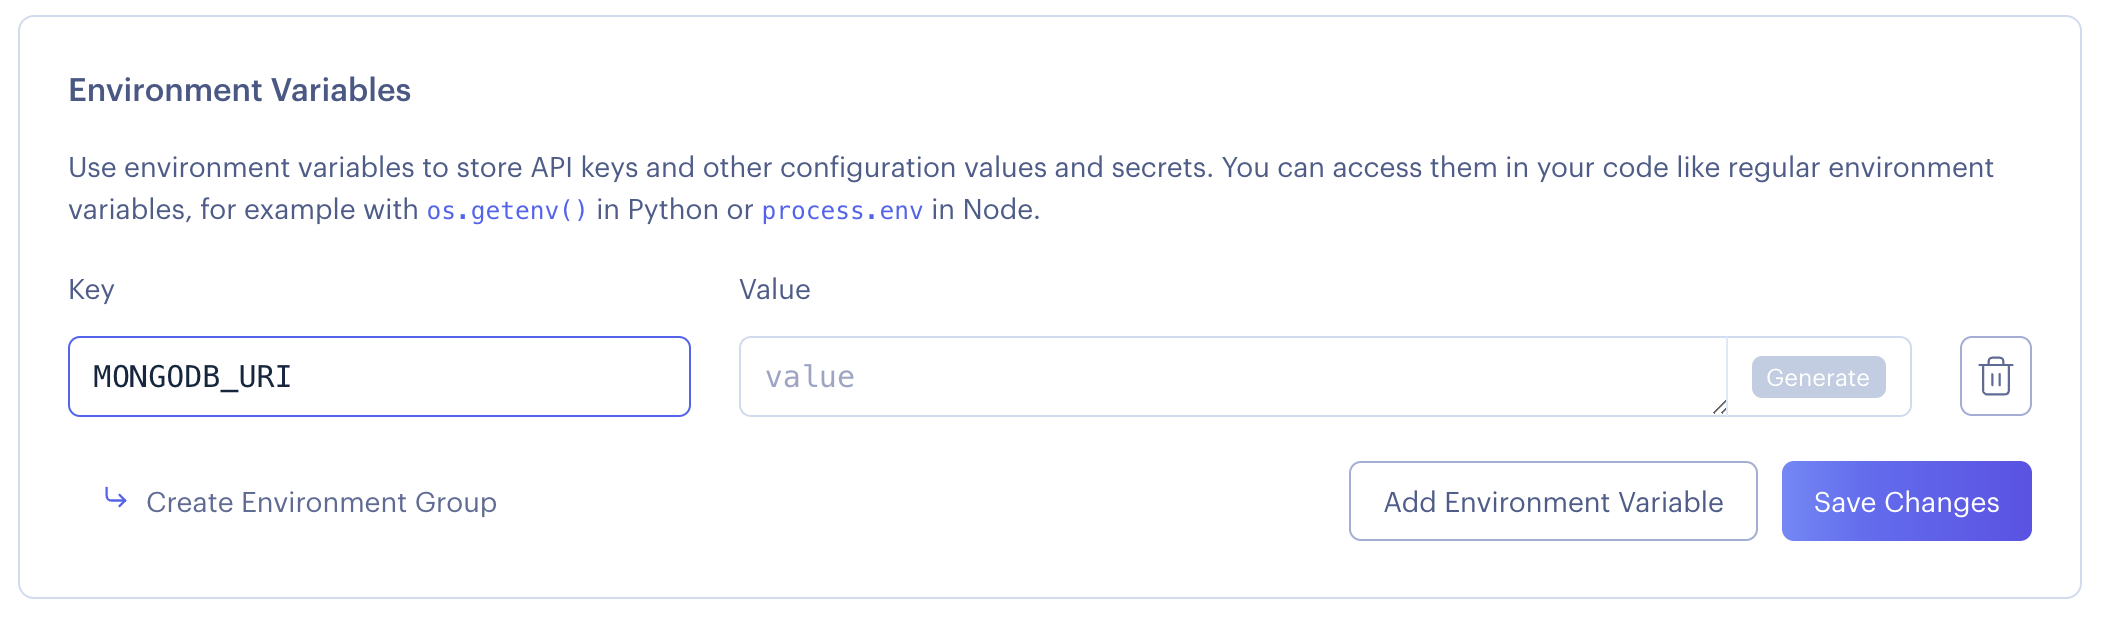 Environment Variables
Use environment variables to store API keys and other configuration values and secrets. You can access them in your code like regular environment
variables, for example with os.getenv() in Python or process.env in Node.
Key
Value
MONGODB_URI
value
Generate
Create Environment Group
Add Environment Variable
Save Changes